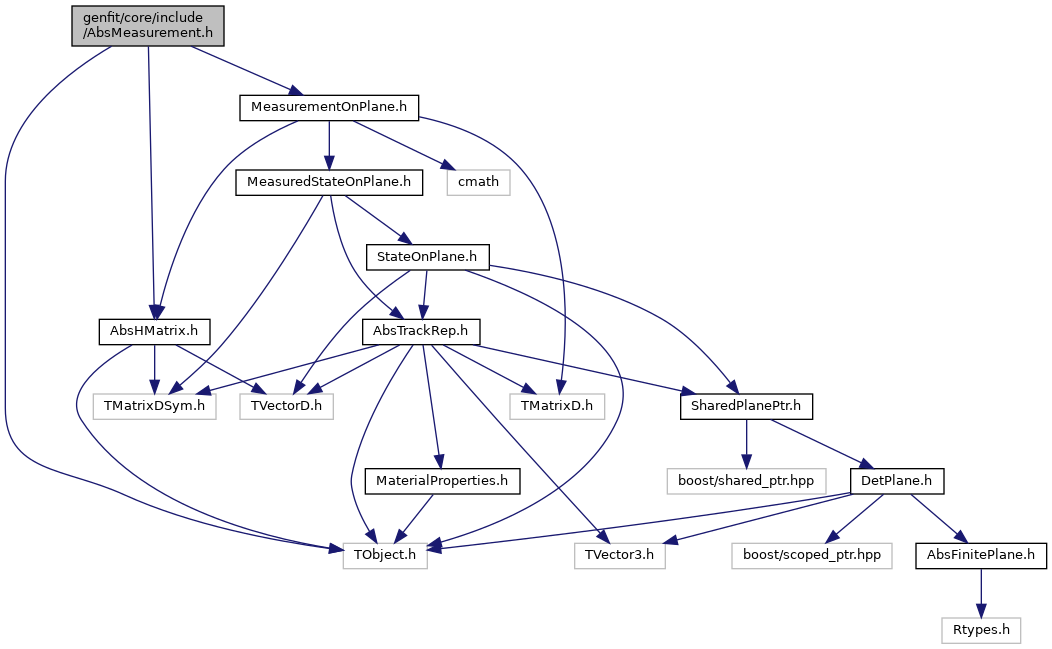 genfit/core/include
/AbsMeasurement.h
MeasurementOnPlane.h
MeasuredStateOnPlane.h
cmath
StateOnPlane.h
AbsHMatrix.h
AbsTrackRep.h
TMatrixDSym.h
TVectorD.h
TMatrixD.h
SharedPlanePtr.h
MaterialProperties.h
boost/shared_ptr.hpp
DetPlane.h
TObject.h
TVector3.h
boost/scoped_ptr.hpp
AbsFinitePlane.h
Rtypes.h